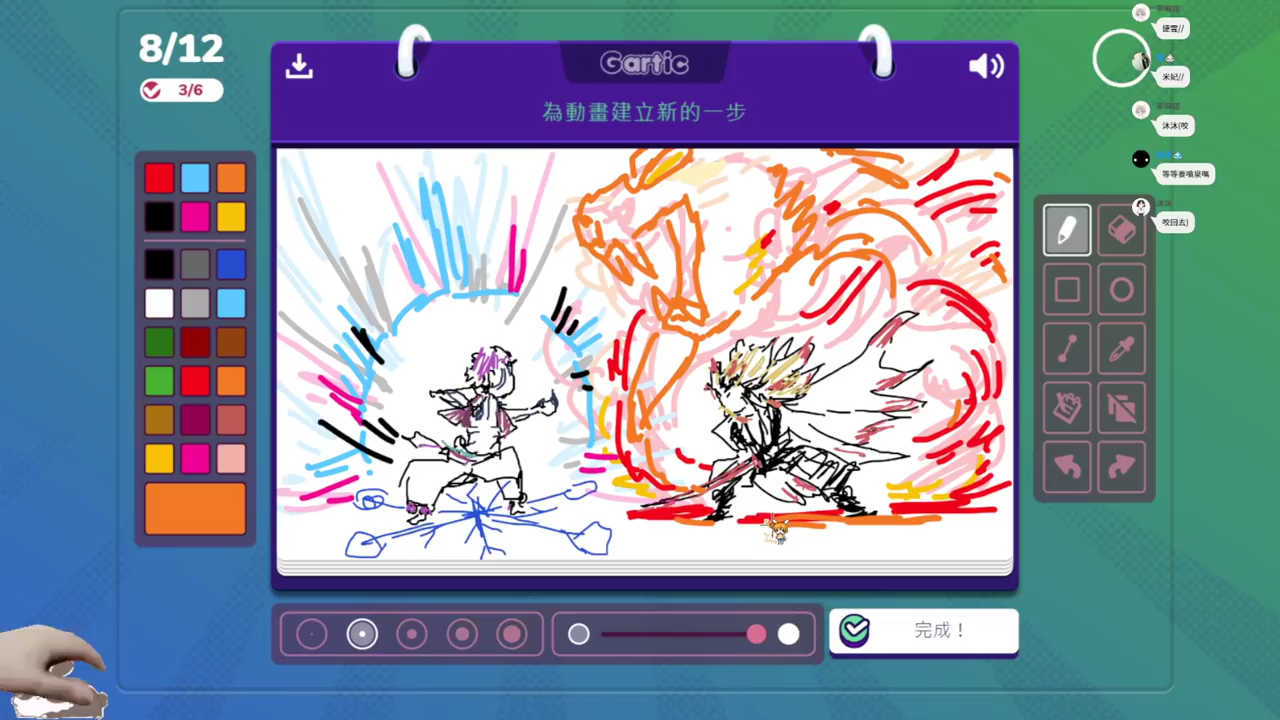 8/12
3/6
Gartic
為動畫建立新的一步
捷雲//
米妃//
沐沐(咬
等等要噴泉嗎
咬回去)
完成！